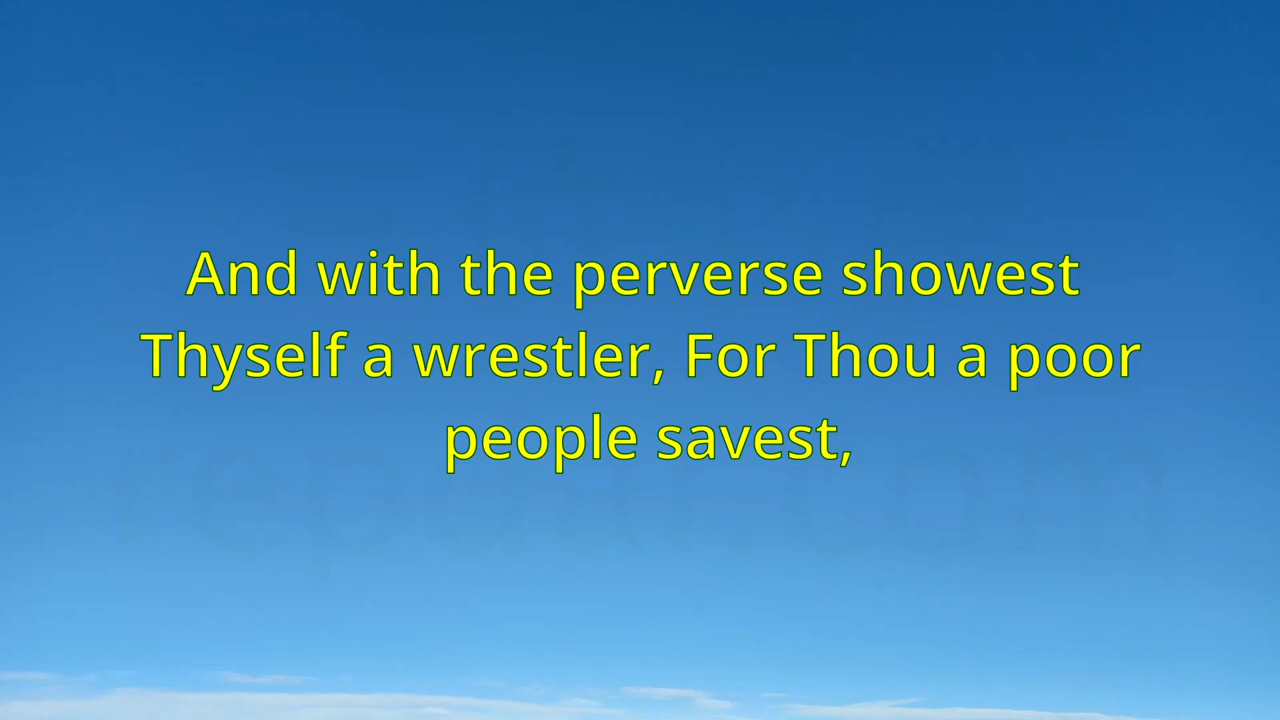 And with the perverse showest
Thyself a wrestler, For Thou a poor
people savest,